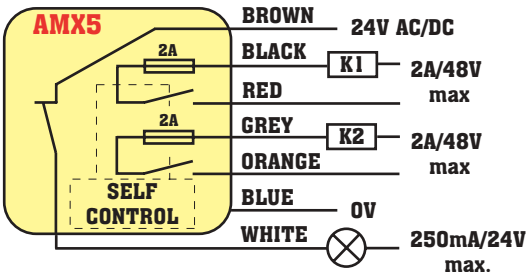 AMX5
BROWN
24V AC/DC
2A
BLACK
K1
2A/48V
max
RED
2A
GREY
K2
2A/48V
max
ORANGE
SELF
CONTROL
BLUE
0V
WHITE
250mA/24V
max.